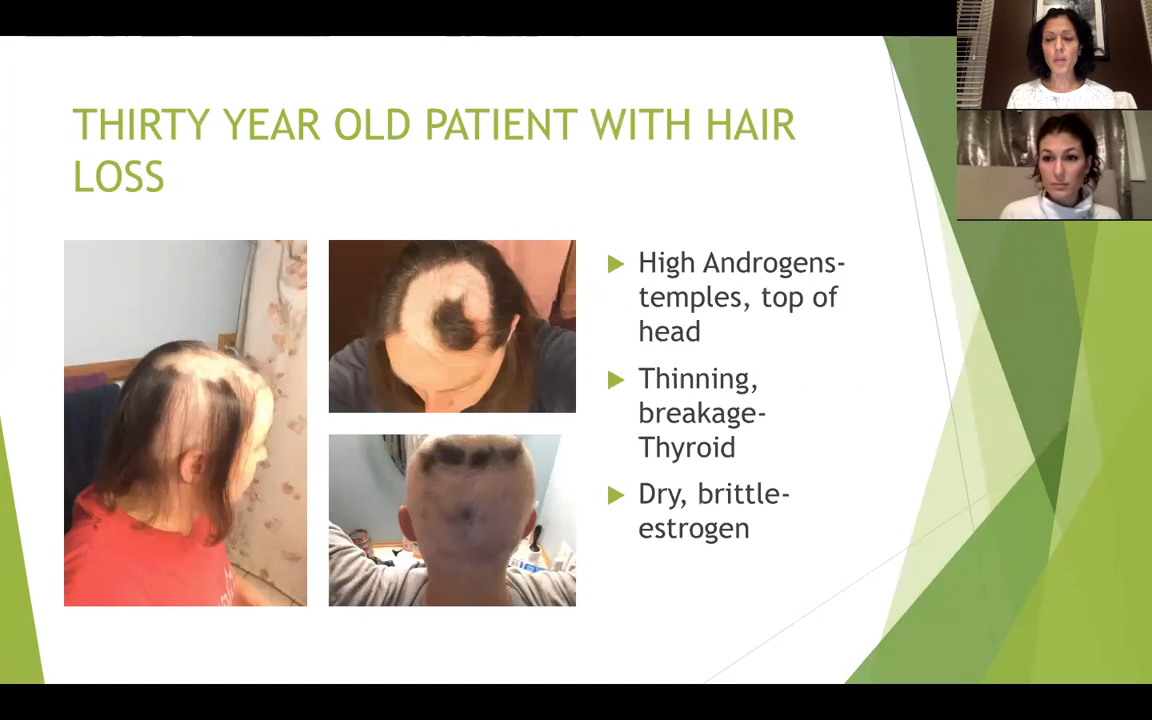 THIRTY YEAR OLD PATIENT WITH HAIR
LOSS
High Androgens-
temples, top of
head
Thinning,
breakage-
Thyroid
Dry, brittle-
estrogen